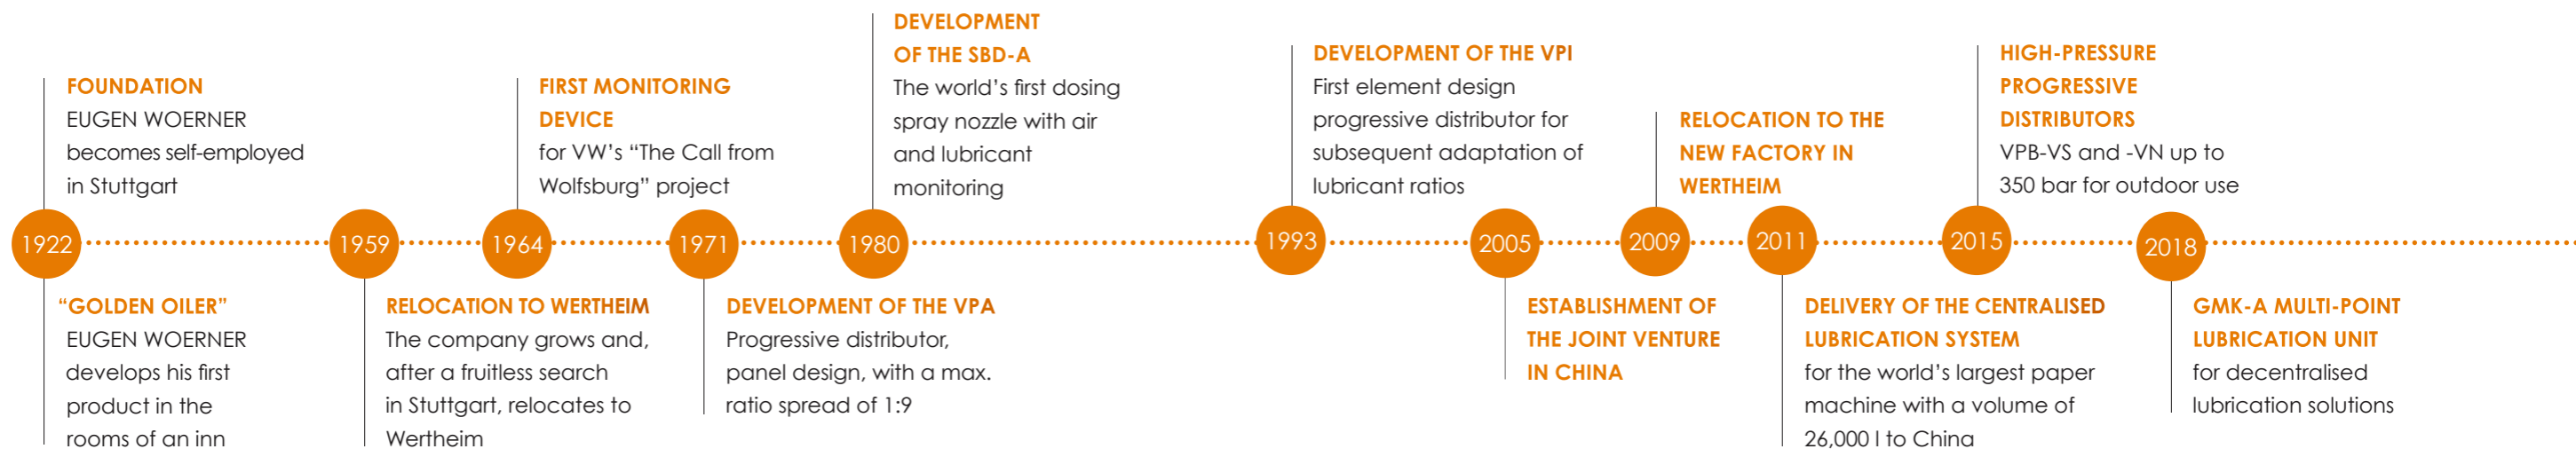 FOUNDATION
EUGEN WOERNER
becomes self-employed
in Stuttgart
1922
“GOLDEN OILER”
EUGEN WOERNER
develops his first
product in the
rooms of an inn
1959
RELOCATION TO WERTHEIM
The company grows and,
after a fruitless search
in Stuttgart, relocates to
Wertheim
FIRST MONITORING
DEVICE
for VW’s “The Call from
Wolfsburg” project
1964
1971
DEVELOPMENT OF THE VPA
Progressive distributor,
panel design, with a max.
ratio spread of 1:9
DEVELOPMENT
OF THE SBD-A
The world’s first dosing
spray nozzle with air
and lubricant
monitoring
1980
DEVELOPMENT OF THE VPI
First element design
progressive distributor for
subsequent adaptation of
lubricant ratios
1993
2005
ESTABLISHMENT OF
THE JOINT VENTURE
IN CHINA
RELOCATION TO THE
NEW FACTORY IN
WERTHEIM
2009
2011
DELIVERY OF THE CENTRALISED
LUBRICATION SYSTEM
for the world’s largest paper
machine with a volume of
26,000 l to China
HIGH-PRESSURE
PROGRESSIVE
DISTRIBUTORS
VPB-VS and -VN up to
350 bar for outdoor use
2015
2018
GMK-A MULTI-POINT
LUBRICATION UNIT
for decentralised
lubrication solutions